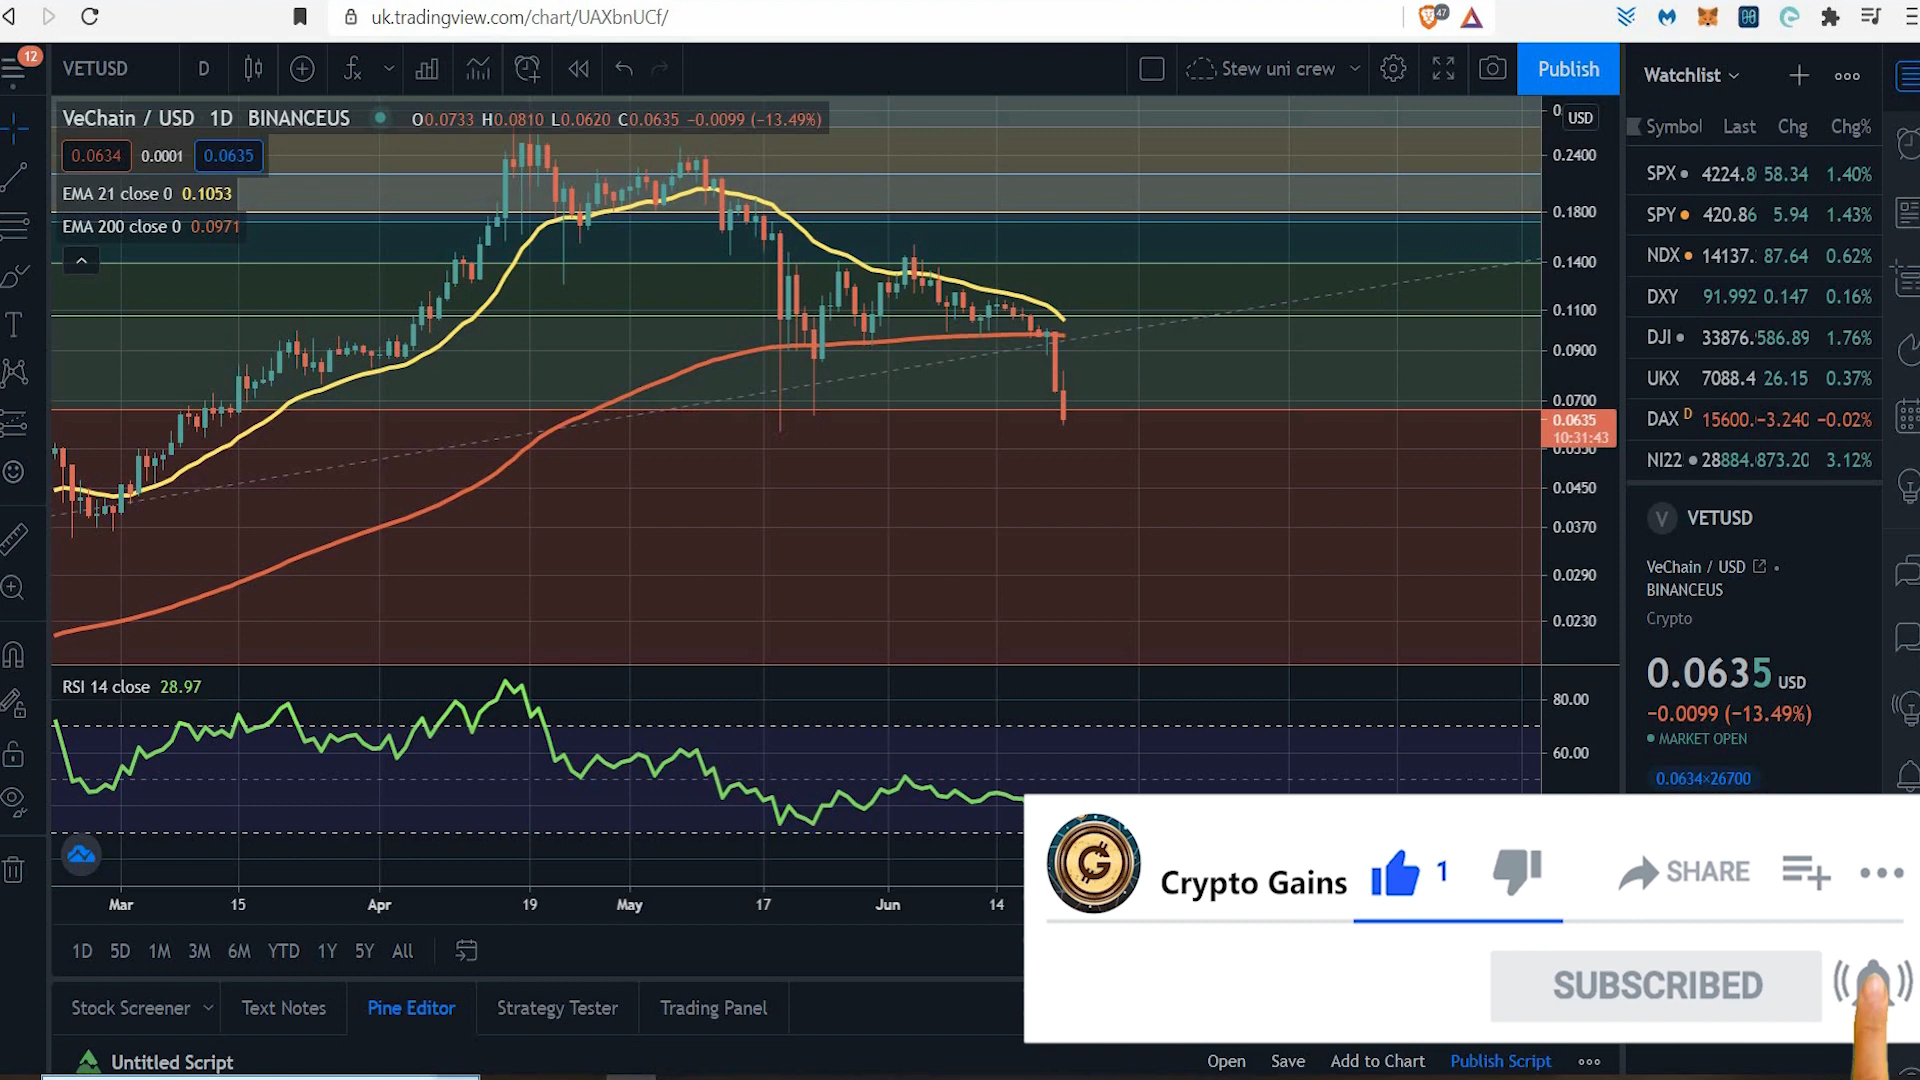 uk.tradingview.com/chart/UAXbnUCf/
47
12
VETUSD
D
Stew uni crew
Publish
Watchlist
VeChain / USD 1D BINANCEUS
O0.0733 H0.0810 L0.0620 C0.0635 −0.0099 (−13.49%)
0.0634 0.0001 0.0635
EMA 21 close 0 0.1053
EMA 200 close 0 0.0971
USD
0.2400
0.1800
0.1400
0.1100
0.0900
0.0700
0.0635
10:31:43
0.0450
0.0370
0.0290
0.0230
Symbol Last Chg Chg%
SPX 4224.8 58.34 1.40%
SPY 420.86 5.94 1.43%
NDX 14137. 87.64 0.62%
DXY 91.992 0.147 0.16%
DJI 33876. 586.89 1.76%
UKX 7088.4 26.15 0.37%
DAX D 15600. −3.240 −0.02%
NI22 28884. 873.20 3.12%
V VETUSD
VeChain / USD
BINANCEUS
Crypto
0.0635 USD
−0.0099 (−13.49%)
MARKET OPEN
0.0634×26700
RSI 14 close 28.97
80.00
60.00
Mar 15 Apr 19 May 17 Jun 14
1D 5D 1M 3M 6M YTD 1Y 5Y All
Stock Screener Text Notes Pine Editor Strategy Tester Trading Panel
Untitled Script
Open Save Add to Chart Publish Script
Crypto Gains
1
SHARE
SUBSCRIBED